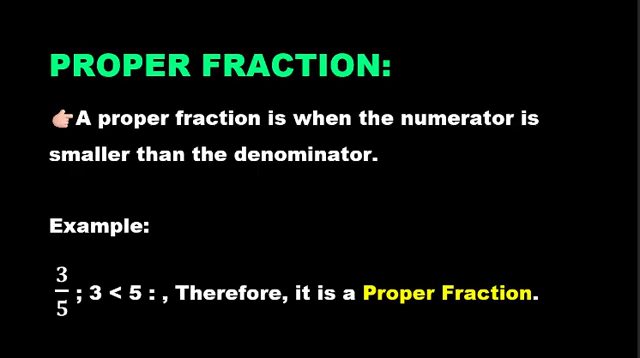 PROPER FRACTION:
👉A proper fraction is when the numerator is
smaller than the denominator.
Example:
3/5 ; 3 < 5 : , Therefore, it is a Proper Fraction.